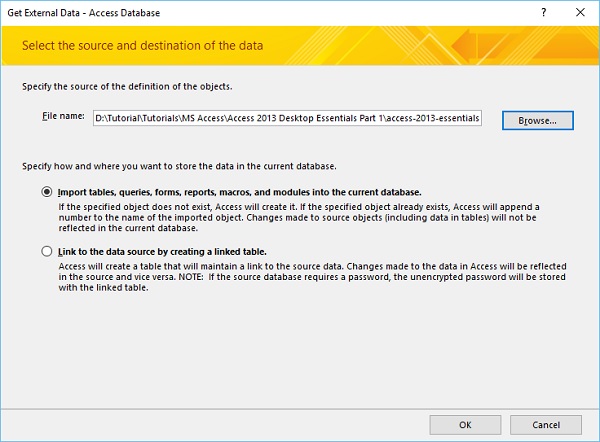 Get External Data - Access Database
?
Select the source and destination of the data
Specify the source of the definition of the objects.
File name: D:\Tutorial\Tutorials\MS Access\Access 2013 Desktop Essentials Part 1\access-2013-essentials Browse...
Specify how and where you want to store the data in the current database.
Import tables, queries, forms, reports, macros, and modules into the current database.
If the specified object does not exist, Access will create it. If the specified object already exists, Access will append a
number to the name of the imported object. Changes made to source objects (including data in tables) will not be
reflected in the current database.
Link to the data source by creating a linked table.
Access will create a table that will maintain a link to the source data. Changes made to the data in Access will be reflected
in the source and vice versa. NOTE: If the source database requires a password, the unencrypted password will be stored
with the linked table.
OK Cancel